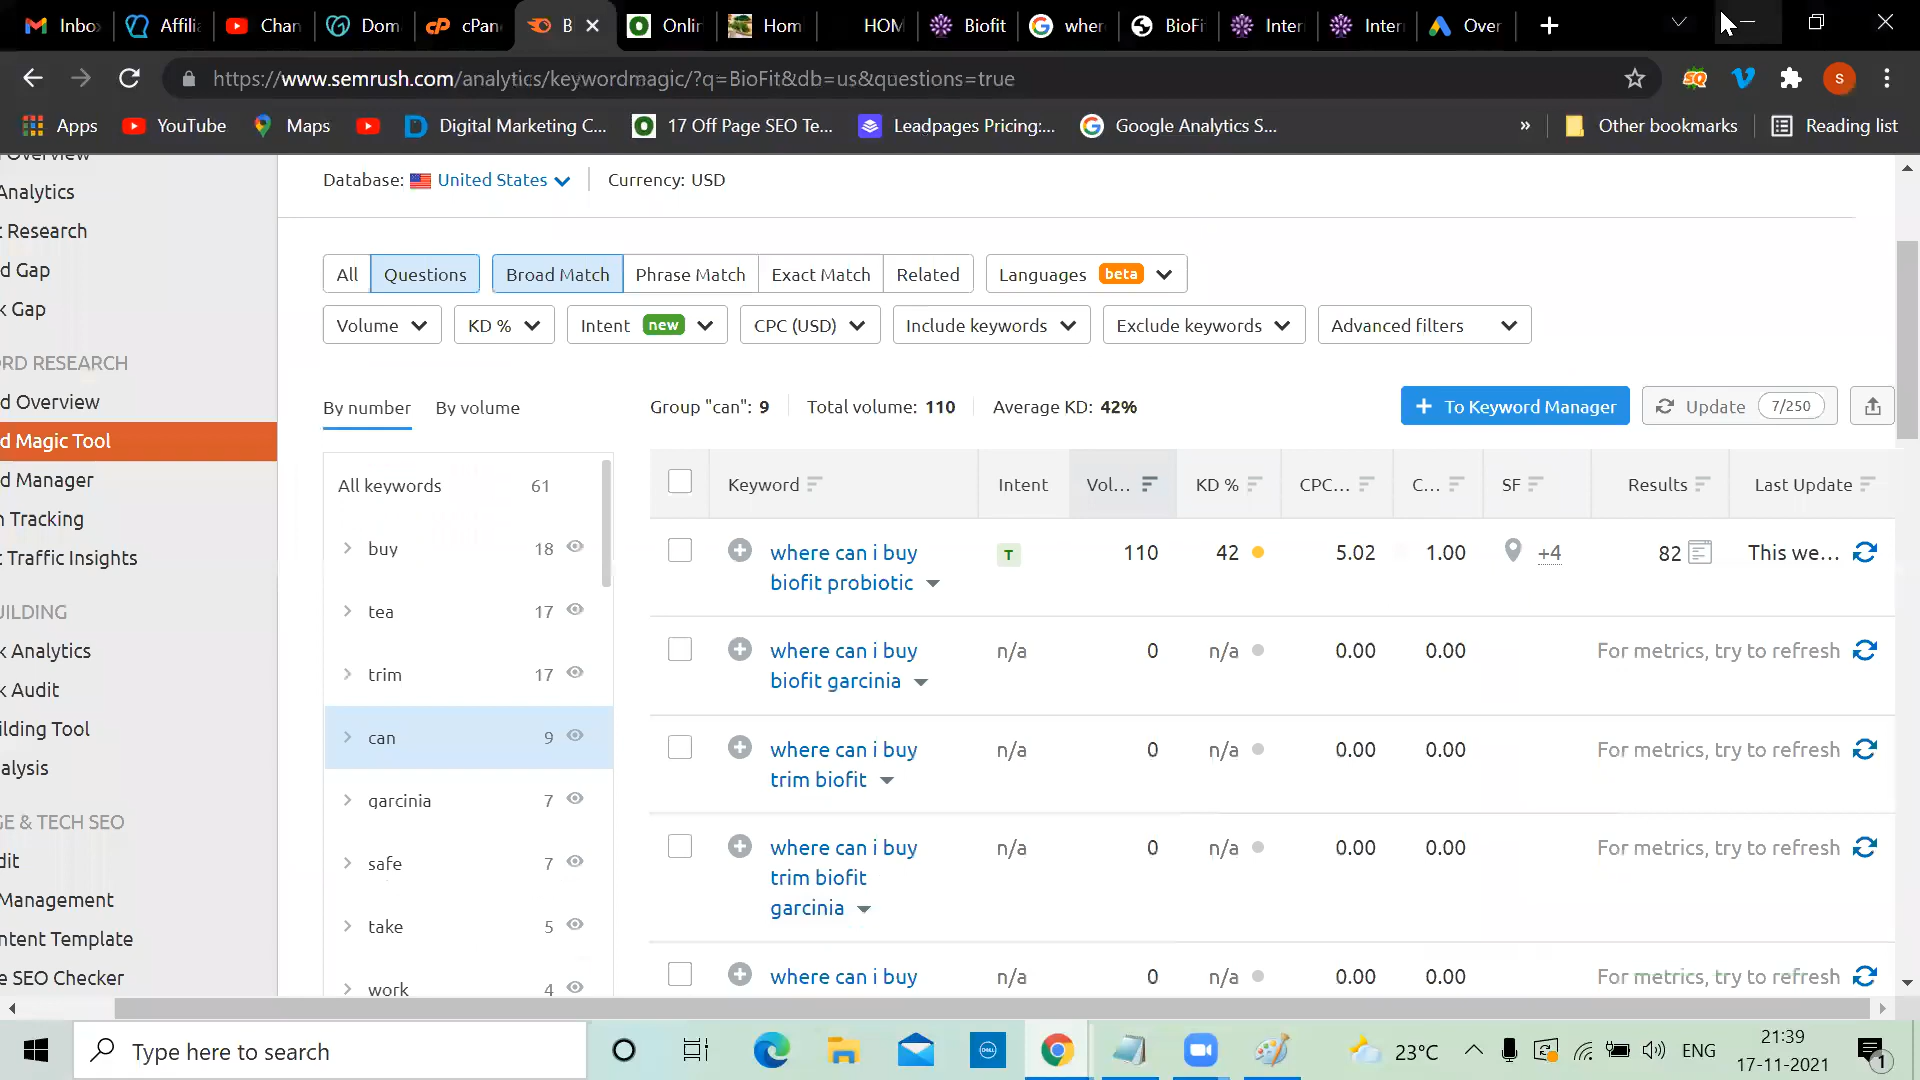 Inbo
Affilia
Chan
Dom
cPan
B
Onlin
Hom
HOM
Biofit
where
BioFi
Inter
Inter
Over
https://www.semrush.com/analytics/keywordmagic/?q=BioFit&db=us&questions=true
Apps
YouTube
Maps
Digital Marketing C...
17 Off Page SEO Te...
Leadpages Pricing:...
Google Analytics S...
»
Other bookmarks
Reading list
Overview
Analytics
t Research
d Gap
k Gap
ORD RESEARCH
d Overview
d Magic Tool
d Manager
n Tracking
c Traffic Insights
UILDING
k Analytics
k Audit
ilding Tool
alysis
GE & TECH SEO
dit
Management
ntent Template
e SEO Checker
Database: United States
Currency: USD
All
Questions
Broad Match
Phrase Match
Exact Match
Related
Languages beta
Volume
KD %
Intent new
CPC (USD)
Include keywords
Exclude keywords
Advanced filters
By number
By volume
Group "can": 9
Total volume: 110
Average KD: 42%
+ To Keyword Manager
Update 7/250
All keywords 61
buy 18
tea 17
trim 17
can 9
garcinia 7
safe 7
take 5
work 4
Keyword Intent Vol... KD % CPC... C... SF Results Last Update
where can i buy
biofit probiotic
T 110 42 5.02 1.00 +4 82 This we...
where can i buy
biofit garcinia
n/a 0 n/a 0.00 0.00 For metrics, try to refresh
where can i buy
trim biofit
n/a 0 n/a 0.00 0.00 For metrics, try to refresh
where can i buy
trim biofit
garcinia
n/a 0 n/a 0.00 0.00 For metrics, try to refresh
where can i buy
n/a 0 n/a 0.00 0.00 For metrics, try to refresh
Type here to search
DELL
23°C
ENG
21:39
17-11-2021
1